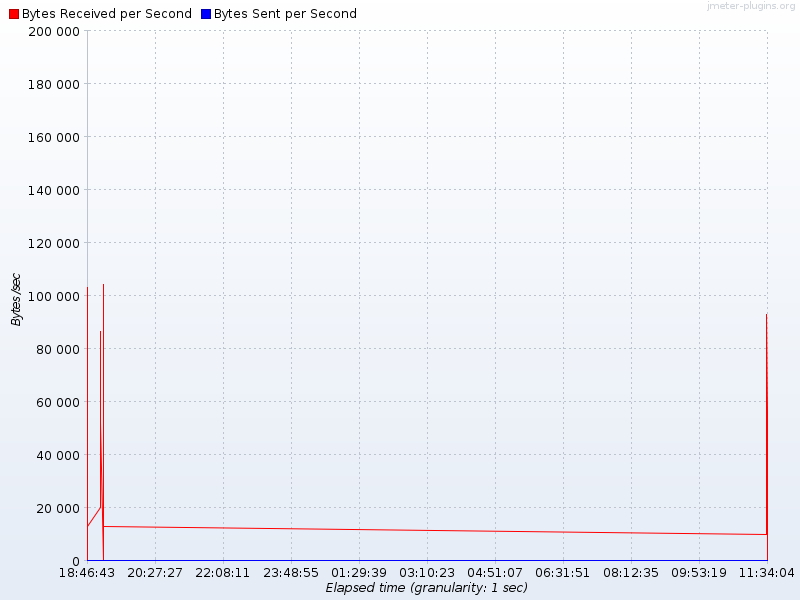 Bytes Received per Second Bytes Sent per Second
jmeter-plugins.org
200 000
180 000
160 000
140 000
120 000
100 000
80 000
60 000
40 000
20 000
0
Bytes /sec
18:46:43 20:27:27 22:08:11 23:48:55 01:29:39 03:10:23 04:51:07 06:31:51 08:12:35 09:53:19 11:34:04
Elapsed time (granularity: 1 sec)